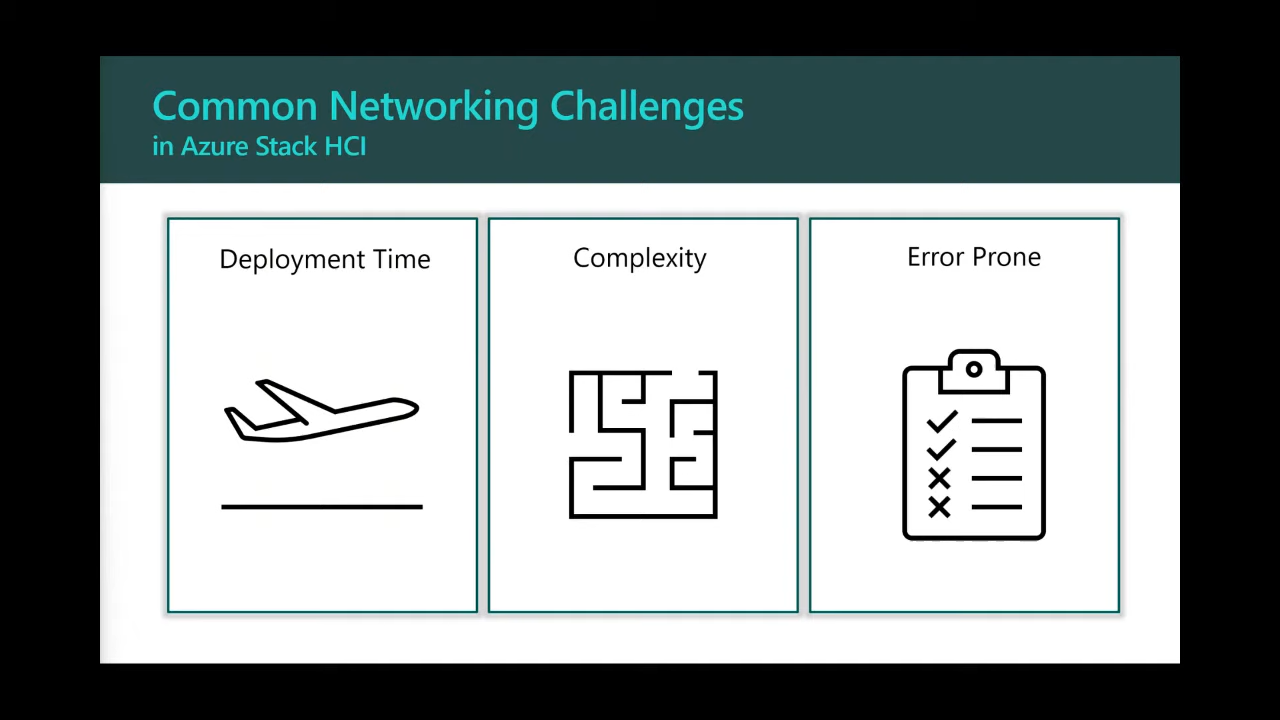 Common Networking Challenges
in Azure Stack HCI
Deployment Time
Complexity
Error Prone